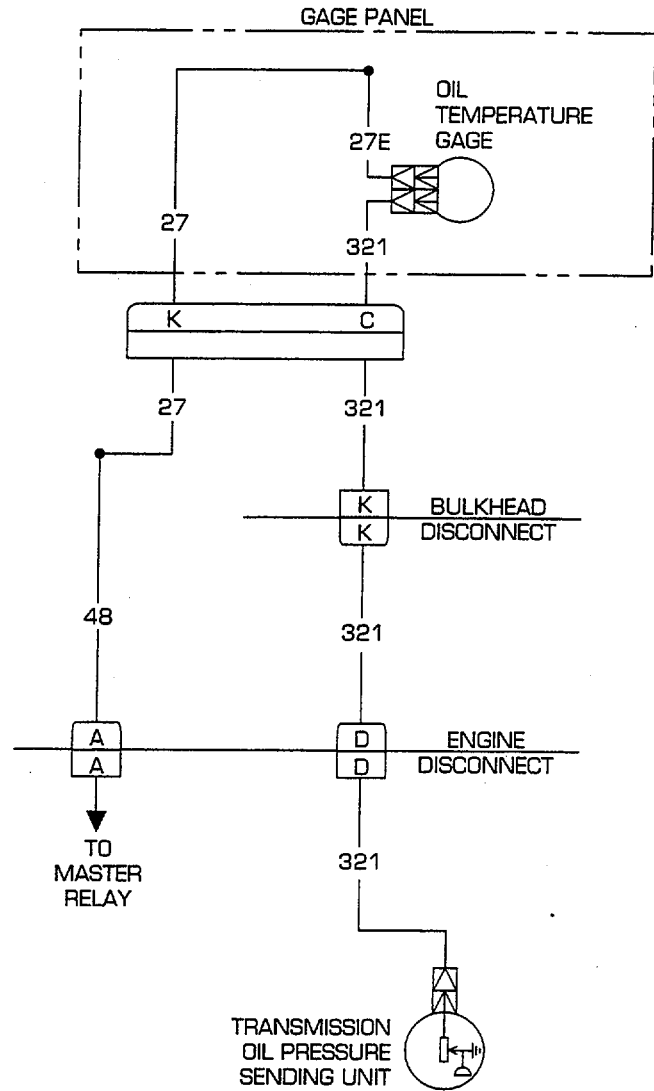 GAGE PANEL
OIL
TEMPERATURE
GAGE
27E
27
321
K C
27
321
K
K
BULKHEAD
DISCONNECT
48
321
A
A
D
D
ENGINE
DISCONNECT
TO
MASTER
RELAY
321
TRANSMISSION
OIL PRESSURE
SENDING UNIT